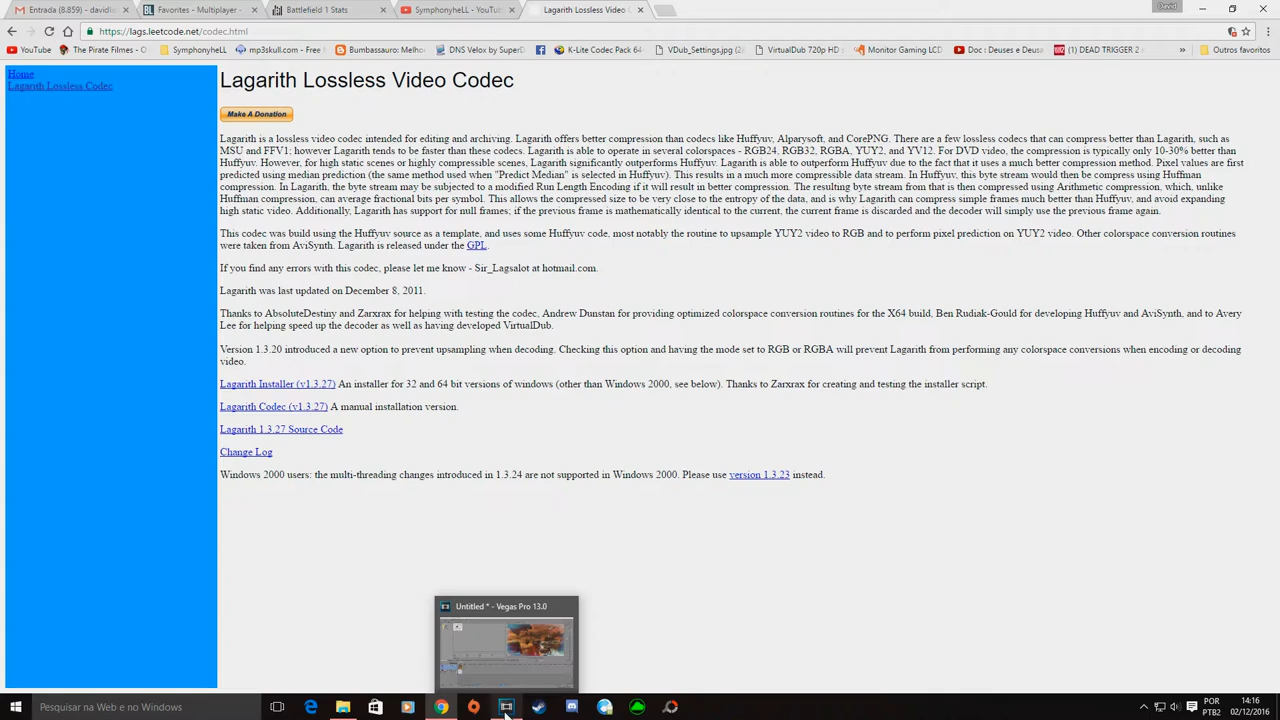 Entrada (8.859) - davidl
Favorites - Multiplayer -
Battlefield 1 Stats
SymphonyheLL - YouTu
Lagarith Lossless Video C
David
https://lags.leetcode.net/codec.html
YouTube
The Pirate Filmes - O
SymphonyheLL
mp3skull.com - Free
Bumbassauro: Melho
DNS Velox by SuperD
K-Lite Codec Pack 64-
VDub_Settings.jpg (24
VirtualDub 720p HD s
Monitor Gaming LCD
Doc : Deuses e Deusa
(1) DEAD TRIGGER 2
»
Outros favoritos
Home
Lagarith Lossless Codec
Lagarith Lossless Video Codec
Make A Donation
Lagarith is a lossless video codec intended for editing and archiving. Lagarith offers better compression than codecs like Huffyuv, Alparysoft, and CorePNG. There are a few lossless codecs that can compress better than Lagarith, such as
MSU and FFV1; however Lagarith tends to be faster than these codecs. Lagarith is able to operate in several colorspaces - RGB24, RGB32, RGBA, YUY2, and YV12. For DVD video, the compression is typically only 10-30% better than
Huffyuv. However, for high static scenes or highly compressible scenes, Lagarith significantly outperforms Huffyuv. Lagarith is able to outperform Huffyuv due to the fact that it uses a much better compression method. Pixel values are first
predicted using median prediction (the same method used when "Predict Median" is selected in Huffyuv). This results in a much more compressible data stream. In Huffyuv, this byte stream would then be compress using Huffman
compression. In Lagarith, the byte stream may be subjected to a modified Run Length Encoding if it will result in better compression. The resulting byte stream from that is then compressed using Arithmetic compression, which, unlike
Huffman compression, can average fractional bits per symbol. This allows the compressed size to be very close to the entropy of the data, and is why Lagarith can compress simple frames much better than Huffyuv, and avoid expanding
high static video. Additionally, Lagarith has support for null frames; if the previous frame is mathematically identical to the current, the current frame is discarded and the decoder will simply use the previous frame again.
This codec was build using the Huffyuv source as a template, and uses some Huffyuv code, most notably the routine to upsample YUY2 video to RGB and to perform pixel prediction on YUY2 video. Other colorspace conversion routines
were taken from AviSynth. Lagarith is released under the GPL.
If you find any errors with this codec, please let me know - Sir_Lagsalot at hotmail.com.
Lagarith was last updated on December 8, 2011.
Thanks to AbsoluteDestiny and Zarxrax for helping with testing the codec, Andrew Dunstan for providing optimized colorspace conversion routines for the X64 build, Ben Rudiak-Gould for developing Huffyuv and AviSynth, and to Avery
Lee for helping speed up the decoder as well as having developed VirtualDub.
Version 1.3.20 introduced a new option to prevent upsampling when decoding. Checking this option and having the mode set to RGB or RGBA will prevent Lagarith from performing any colorspace conversions when encoding or decoding
video.
Lagarith Installer (v1.3.27) An installer for 32 and 64 bit versions of windows (other than Windows 2000, see below). Thanks to Zarxrax for creating and testing the installer script.
Lagarith Codec (v1.3.27) A manual installation version.
Lagarith 1.3.27 Source Code
Change Log
Windows 2000 users: the multi-threading changes introduced in 1.3.24 are not supported in Windows 2000. Please use version 1.3.23 instead.
Untitled * - Vegas Pro 13.0
Pesquisar na Web e no Windows
POR
PTB2
14:16
02/12/2016